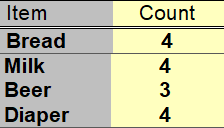 Item Count
Bread 4
Milk 4
Beer 3
Diaper 4